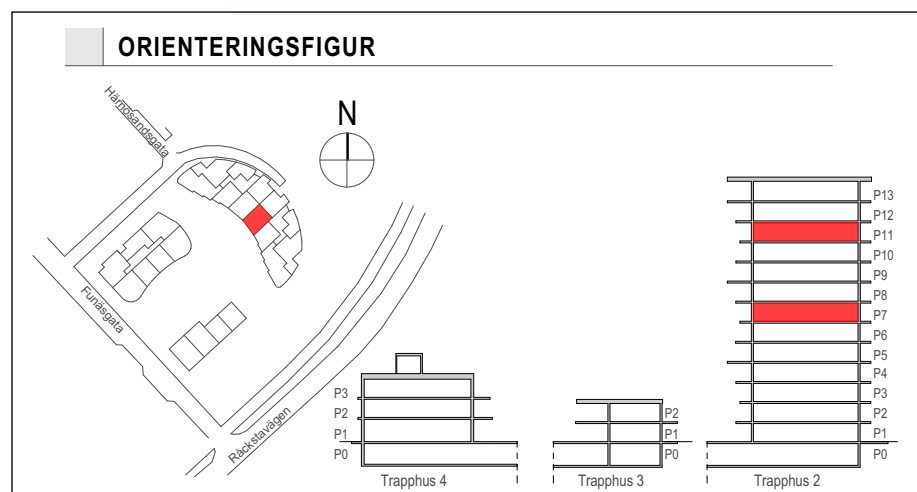 ORIENTERINGSFIGUR
Härnösandsgata
N
Funäsgata
Råckstavägen
P3
P2
P1
P0
Trapphus 4
P2
P1
P0
Trapphus 3
P13
P12
P11
P10
P9
P8
P7
P6
P5
P4
P3
P2
P1
P0
Trapphus 2